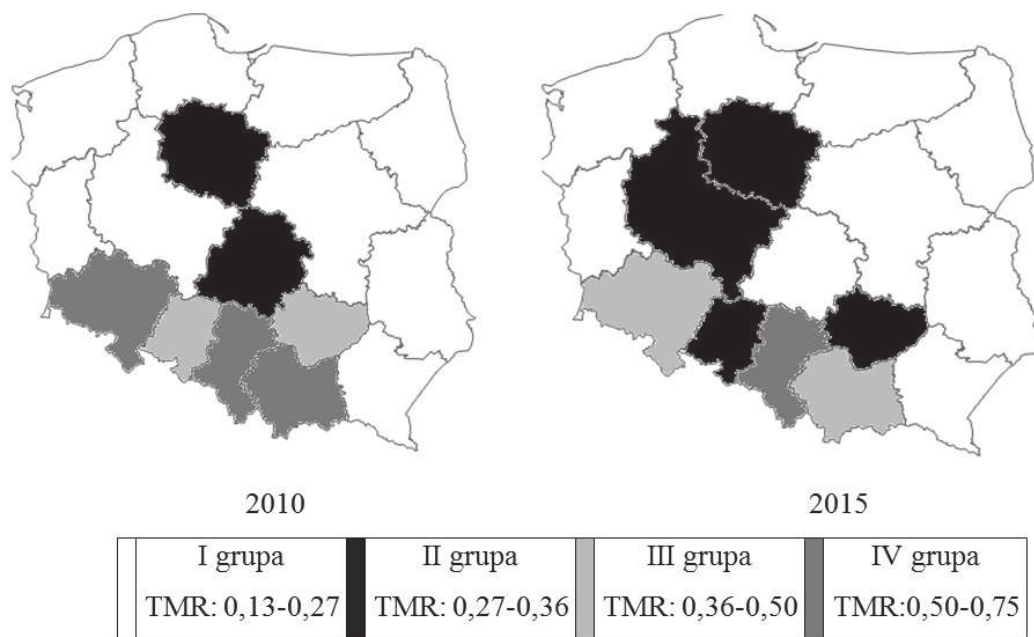 2010 2015
I grupa II grupa III grupa IV grupa
TMR: 0,13-0,27 TMR: 0,27-0,36 TMR: 0,36-0,50 TMR:0,50-0,75